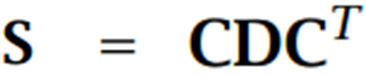 S = CDC^T